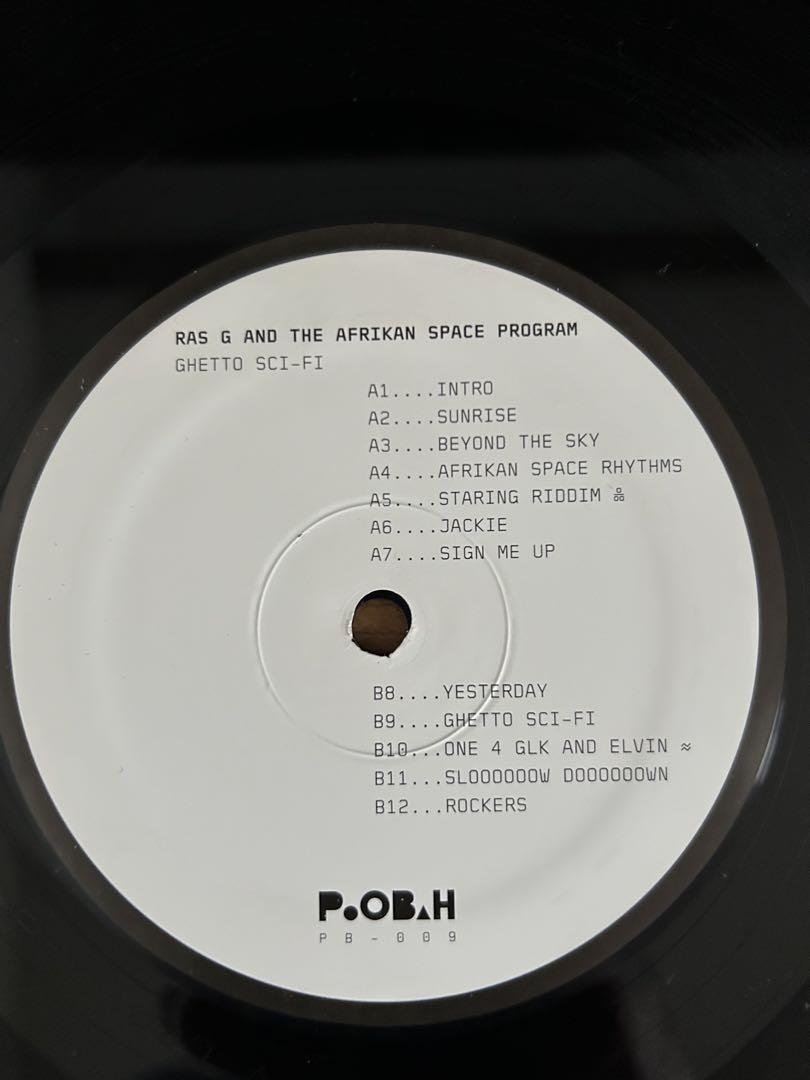 RAS G AND THE AFRIKAN SPACE PROGRAM
GHETTO SCI-FI
A1....INTRO
A2....SUNRISE
A3....BEYOND THE SKY
A4....AFRIKAN SPACE RHYTHMS
A5....STARING RIDDIM
A6....JACKIE
A7....SIGN ME UP
B8....YESTERDAY
B9....GHETTO SCI-FI
B10...ONE 4 GLK AND ELVIN ≈
B11...SLOOOOOOW DOOOOOOWN
B12...ROCKERS
P.OB.H
PB-009